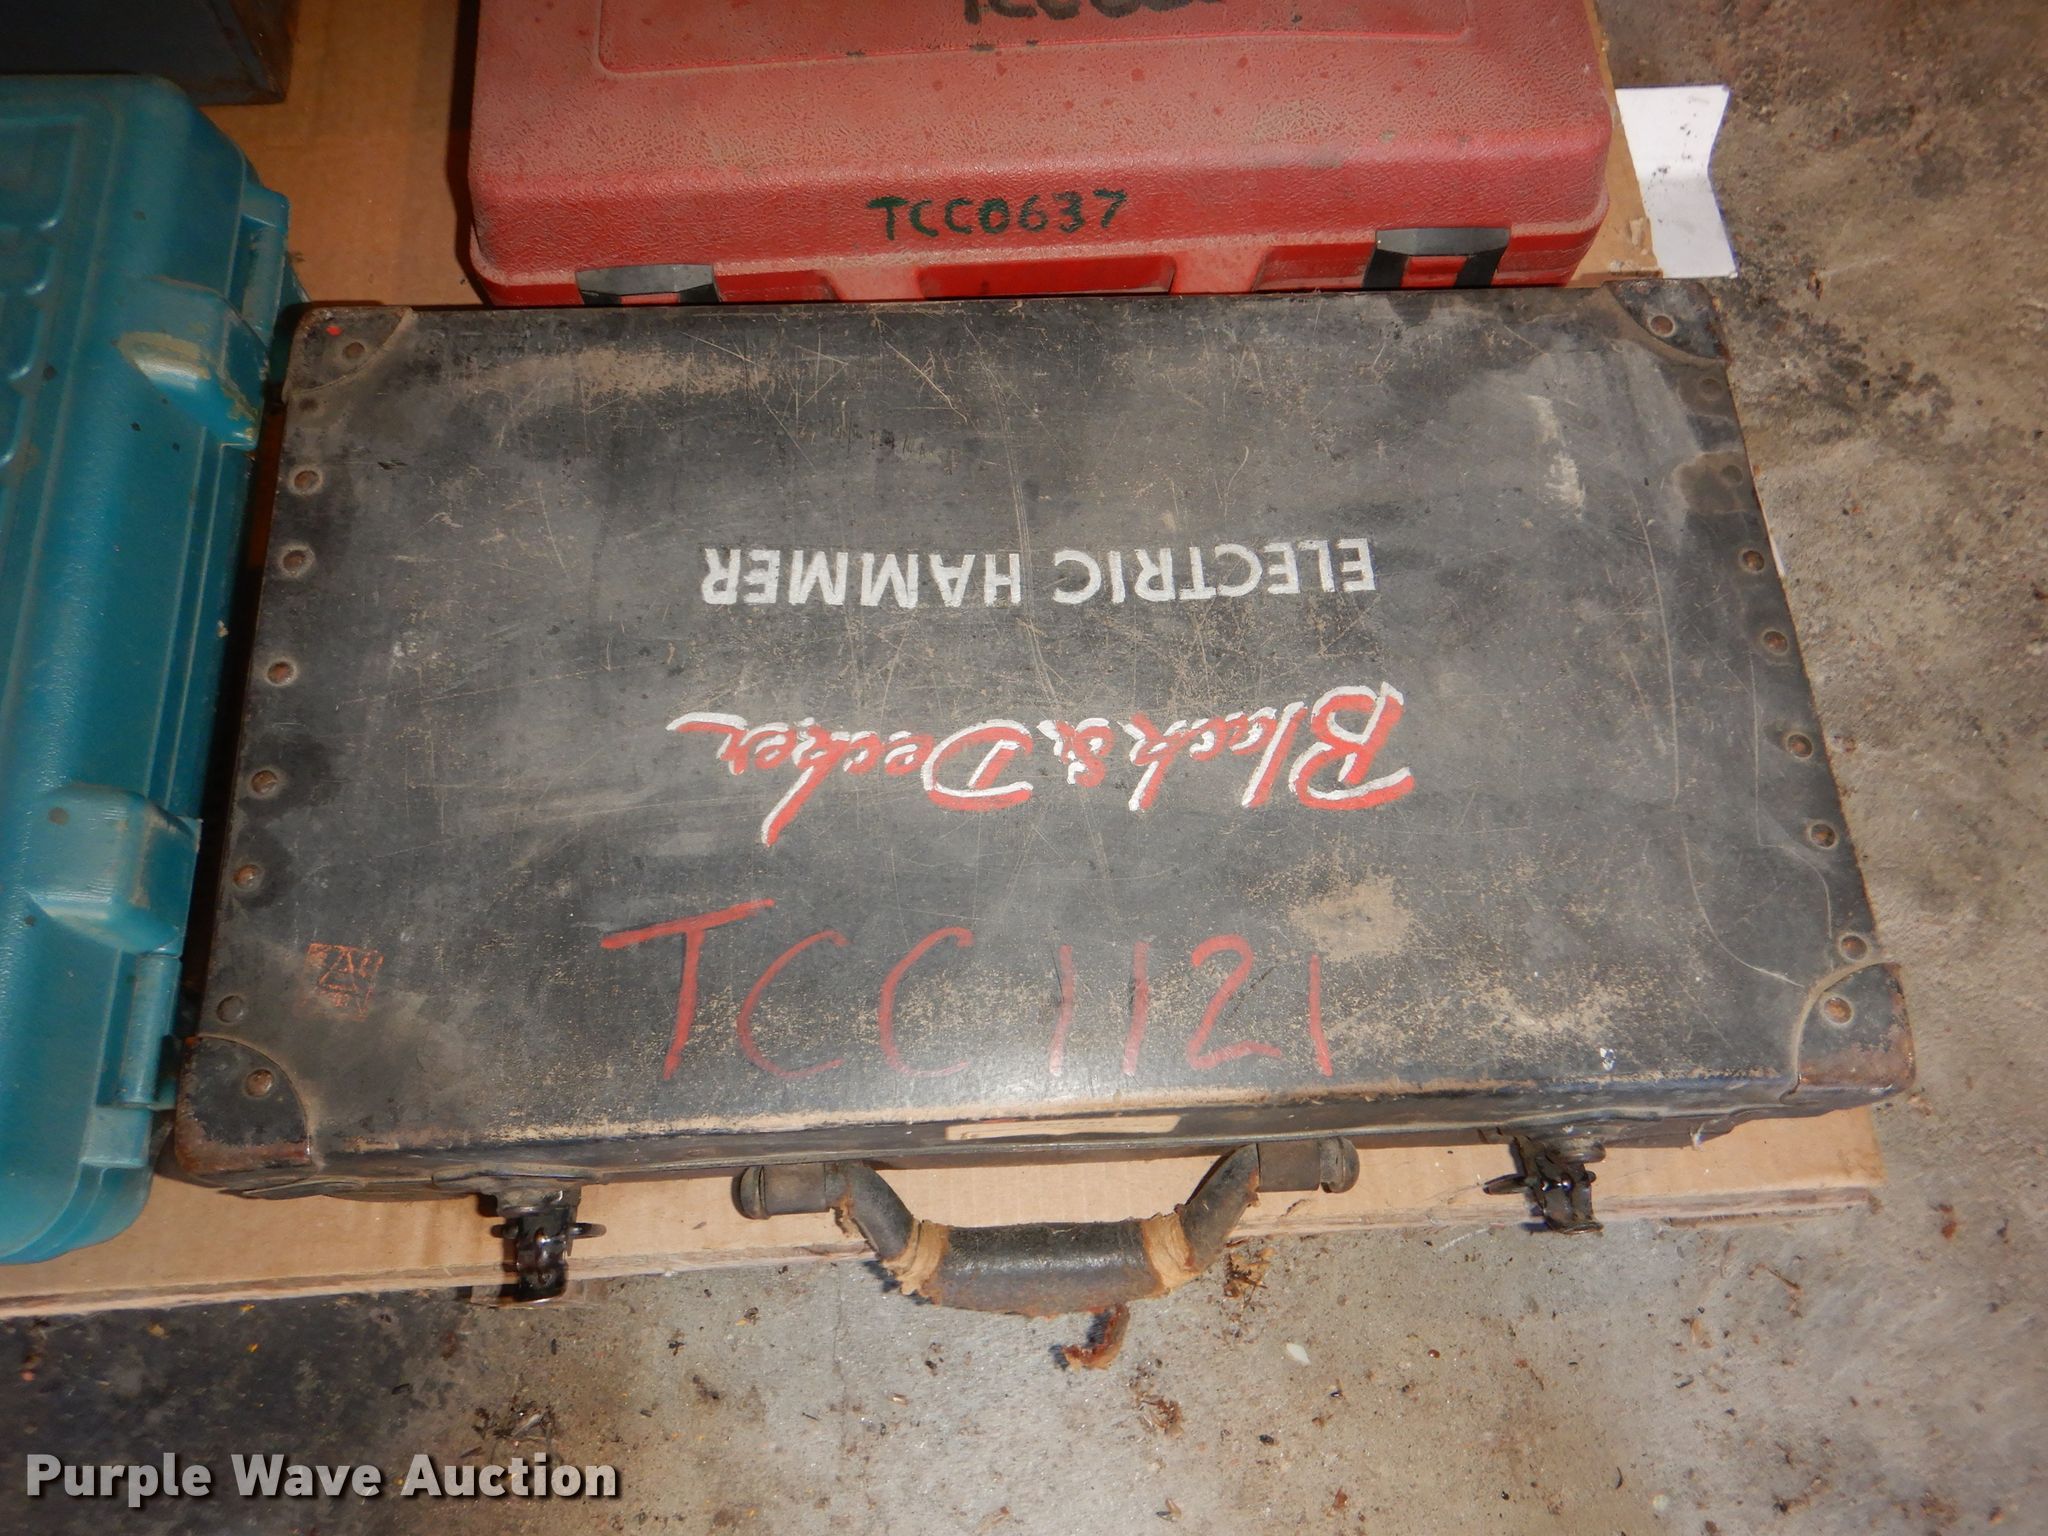 TCC0637
ELECTRIC HAMMER
Black & Decker
TCC1121
Purple Wave Auction